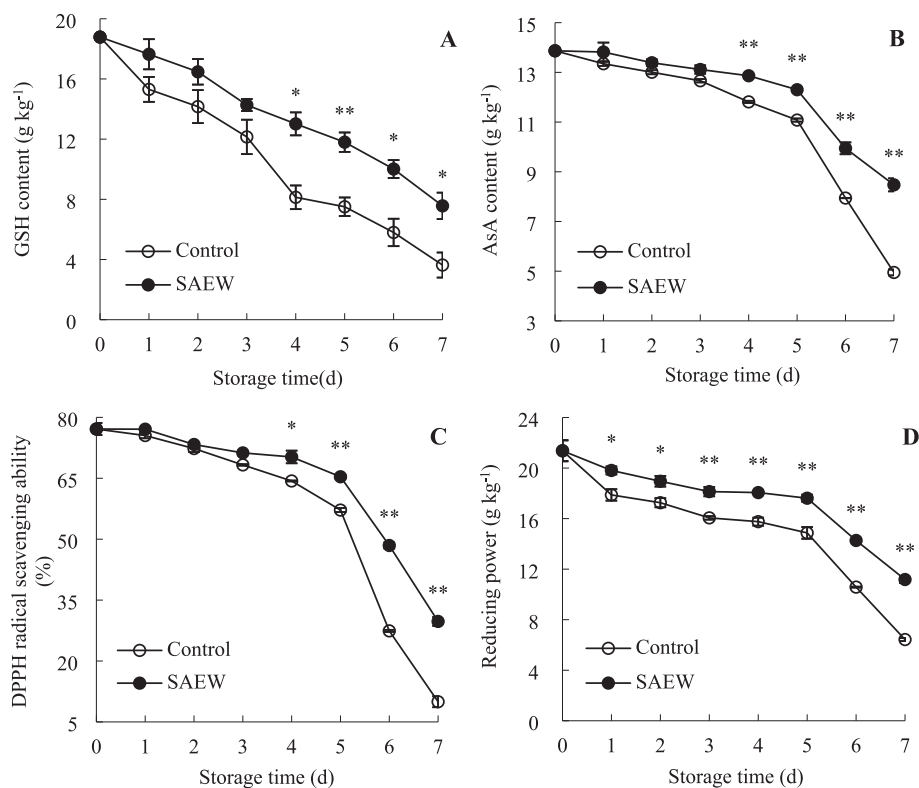 A
GSH content (g kg⁻¹)
20
16
12
8
4
0
* ** * *
Control
SAEW
0 1 2 3 4 5 6 7
Storage time(d)
B
AsA content (g kg⁻¹)
15
13
11
9
7
5
3
** ** ** **
Control
SAEW
0 1 2 3 4 5 6 7
Storage time (d)
C
DPPH radical scavenging ability
(%)
80
65
50
35
20
5
* ** ** **
Control
SAEW
0 1 2 3 4 5 6 7
Storage time (d)
D
Reducing power (g kg⁻¹)
24
20
16
12
8
4
0
* * ** ** ** ** **
Control
SAEW
0 1 2 3 4 5 6 7
Storage time (d)